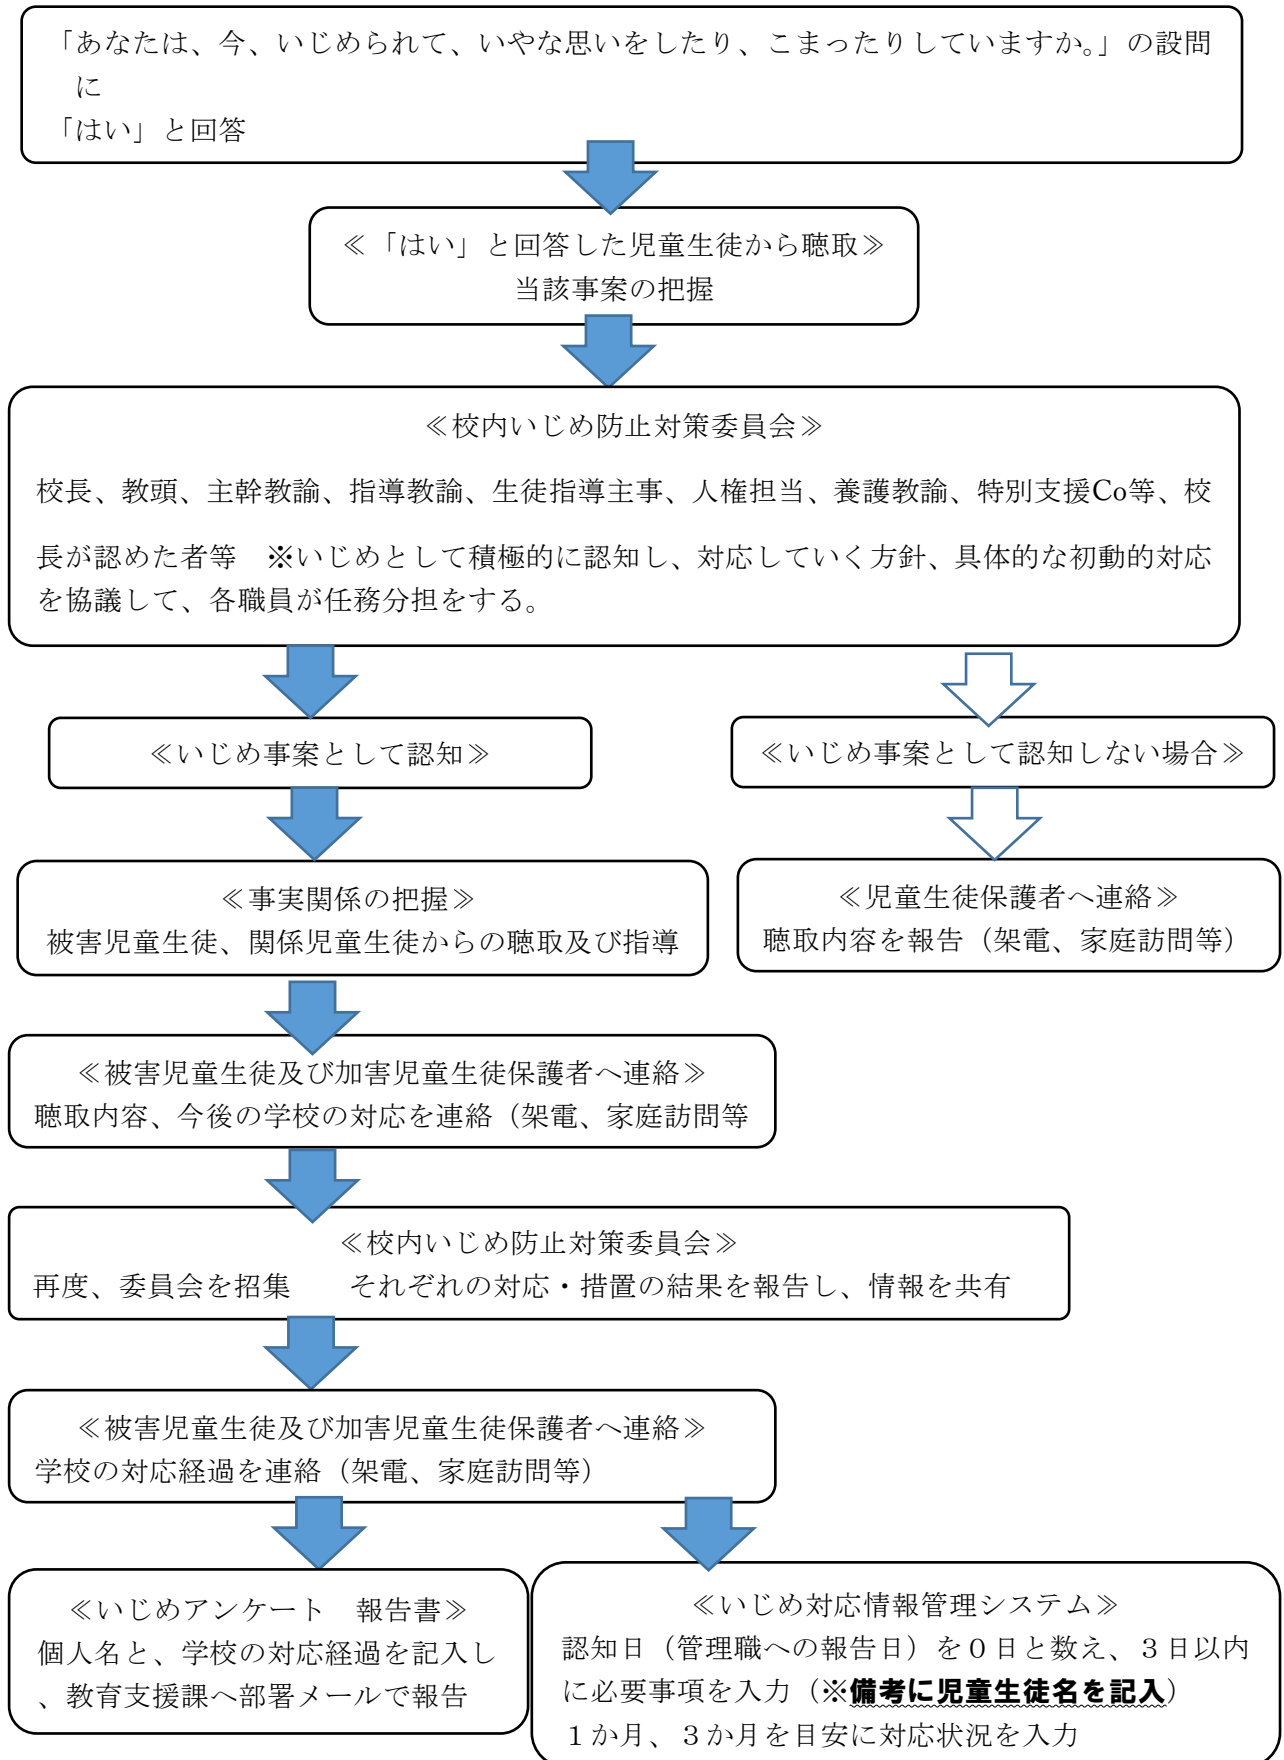 「あなたは、今、いじめられて、いやな思いをしたり、こまったりしていますか。」の設問
に
「はい」と回答
≪「はい」と回答した児童生徒から聴取≫
当該事案の把握
≪校内いじめ防止対策委員会≫
校長、教頭、主幹教諭、指導教諭、生徒指導主事、人権担当、養護教諭、特別支援Co等、校
長が認めた者等　※いじめとして積極的に認知し、対応していく方針、具体的な初動的対応
を協議して、各職員が任務分担をする。
≪いじめ事案として認知≫
≪いじめ事案として認知しない場合≫
≪事実関係の把握≫
被害児童生徒、関係児童生徒からの聴取及び指導
≪児童生徒保護者へ連絡≫
聴取内容を報告（架電、家庭訪問等）
≪被害児童生徒及び加害児童生徒保護者へ連絡≫
聴取内容、今後の学校の対応を連絡（架電、家庭訪問等
≪校内いじめ防止対策委員会≫
再度、委員会を招集　　それぞれの対応・措置の結果を報告し、情報を共有
≪被害児童生徒及び加害児童生徒保護者へ連絡≫
学校の対応経過を連絡（架電、家庭訪問等）
≪いじめアンケート　報告書≫
個人名と、学校の対応経過を記入し
、教育支援課へ部署メールで報告
≪いじめ対応情報管理システム≫
認知日（管理職への報告日）を０日と数え、３日以内
に必要事項を入力（※備考に児童生徒名を記入）
１か月、３か月を目安に対応状況を入力